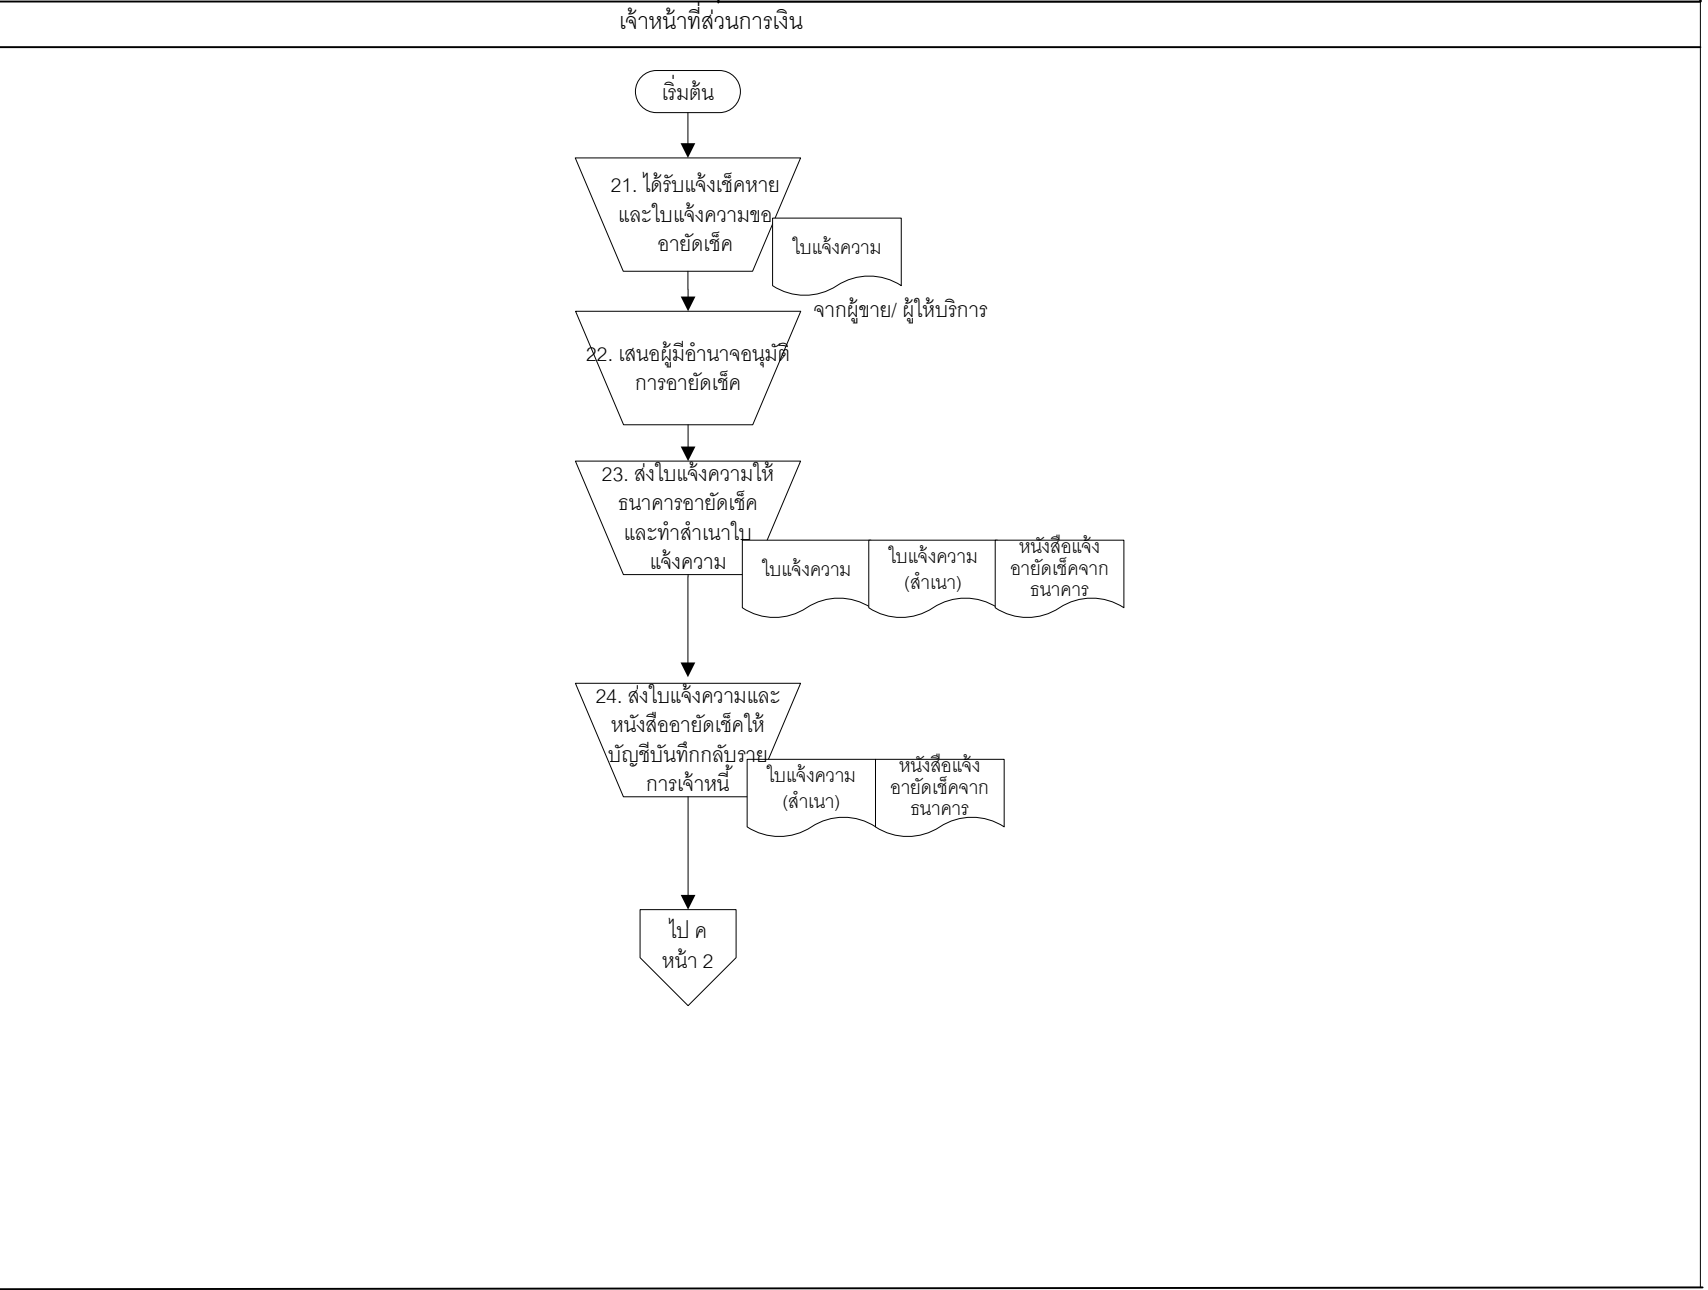 เจ้าหน้าที่ส่วนการเงิน
เริ่มต้น
21. ได้รับแจ้งเช็คหาย
และใบแจ้งความขอ
อายัดเช็ค
ใบแจ้งความ
จากผู้ขาย/ ผู้ให้บริการ
22. เสนอผู้มีอำนาจอนุมัติ
การอายัดเช็ค
23. ส่งใบแจ้งความให้
ธนาคารอายัดเช็ค
และทำสำเนาใบ
แจ้งความ
ใบแจ้งความ
ใบแจ้งความ
(สำเนา)
หนังสือแจ้ง
อายัดเช็คจาก
ธนาคาร
24. ส่งใบแจ้งความและ
หนังสืออายัดเช็คให้
บัญชีบันทึกกลับราย
การเจ้าหนี้
ใบแจ้งความ
(สำเนา)
หนังสือแจ้ง
อายัดเช็คจาก
ธนาคาร
ไป ค
หน้า 2